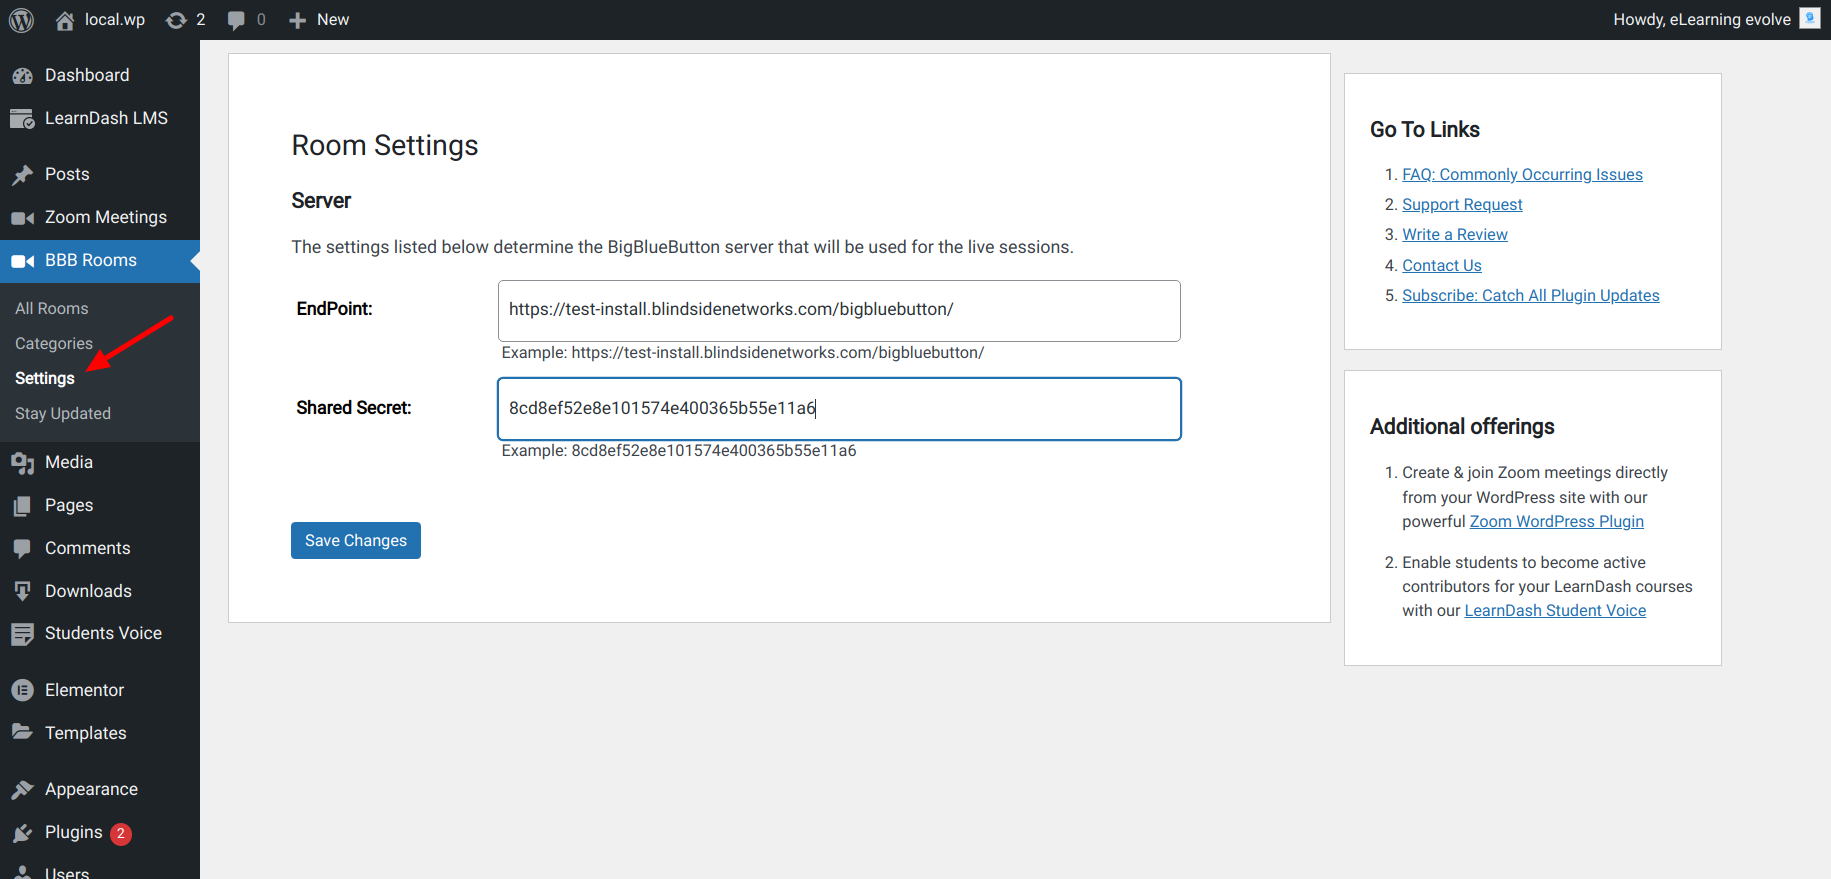 local.wp 2 0 New Howdy, eLearning evolve
Dashboard
LearnDash LMS
Posts
Zoom Meetings
BBB Rooms
All Rooms
Categories
Settings
Stay Updated
Media
Pages
Comments
Downloads
Students Voice
Elementor
Templates
Appearance
Plugins 2
Users
Room Settings
Server
The settings listed below determine the BigBlueButton server that will be used for the live sessions.
EndPoint: https://test-install.blindsidenetworks.com/bigbluebutton/
Example: https://test-install.blindsidenetworks.com/bigbluebutton/
Shared Secret: 8cd8ef52e8e101574e400365b55e11a6
Example: 8cd8ef52e8e101574e400365b55e11a6
Save Changes
Go To Links
1. FAQ: Commonly Occurring Issues
2. Support Request
3. Write a Review
4. Contact Us
5. Subscribe: Catch All Plugin Updates
Additional offerings
1. Create & join Zoom meetings directly
from your WordPress site with our
powerful Zoom WordPress Plugin
2. Enable students to become active
contributors for your LearnDash courses
with our LearnDash Student Voice